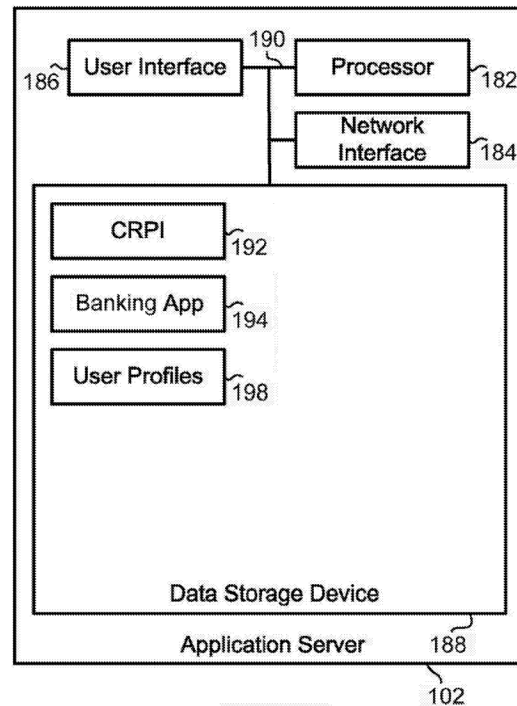 190
User Interface
Processor
186
182
Network
Interface
184
CRPI
192
Banking App
194
User Profiles
198
Data Storage Device
188
Application Server
102